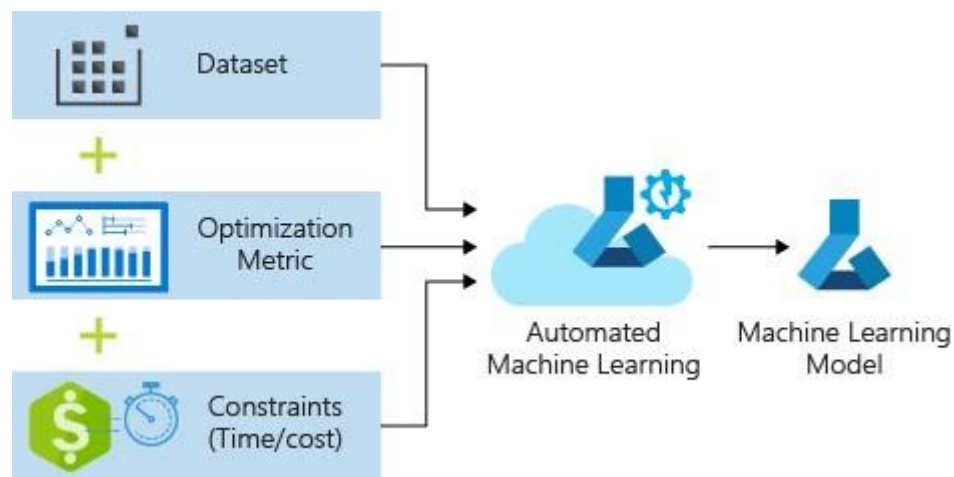 Dataset
Optimization
Metric
Constraints
(Time/cost)
Automated
Machine Learning
Machine Learning
Model